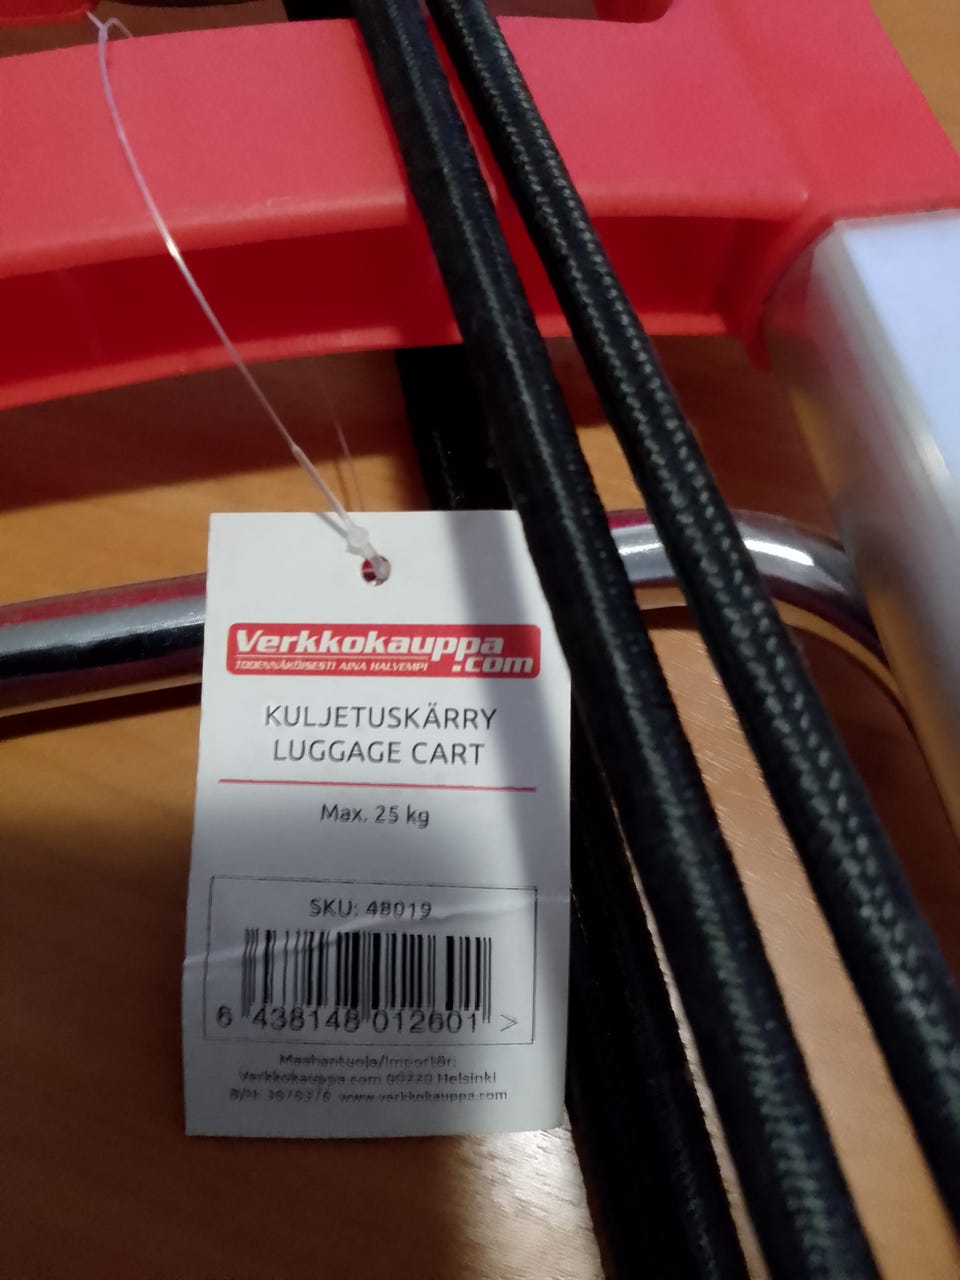 Verkkokauppa
.com
TODENNÄKÖISESTI AINA HALVEMPI
KULJETUSKÄRRY
LUGGAGE CART
Max. 25 kg
SKU: 48019
6 438148 012601 >
Maahantuoja/Importör:
Verkkokauppa.com 00220 Helsinki
www.verkkokauppa.com